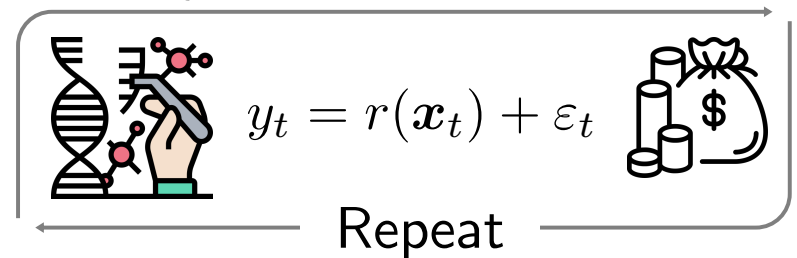 y_t = r(x_t) + ε_t
$
Repeat